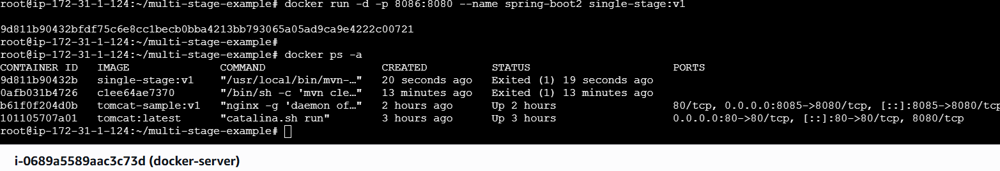 root@ip-172-31-1-124:~/multi-stage-example# docker run -d -p 8086:8080 --name spring-boot2 single-stage:v1
9d811b90432bfdf75c6e8cc1becb0bba4213bb793065a05ad9ca9e4222c00721
root@ip-172-31-1-124:~/multi-stage-example#
root@ip-172-31-1-124:~/multi-stage-example# docker ps -a
CONTAINER ID   IMAGE              COMMAND                  CREATED          STATUS                      PORTS
9d811b90432b   single-stage:v1    "/usr/local/bin/mvn-…"   20 seconds ago   Exited (1) 19 seconds ago
0afb031b4726   c1ee64ae7370       "/bin/sh -c 'mvn cle…"   13 minutes ago   Exited (1) 13 minutes ago
b61f0f204d0b   tomcat-sample:v1   "nginx -g 'daemon of…"   2 hours ago      Up 2 hours                  80/tcp, 0.0.0.0:8085->8080/tcp, [::]:8085->8080/tcp
101105707a01   tomcat:latest      "catalina.sh run"        3 hours ago      Up 3 hours                  0.0.0.0:80->80/tcp, [::]:80->80/tcp, 8080/tcp
root@ip-172-31-1-124:~/multi-stage-example#
i-0689a5589aac3c73d (docker-server)